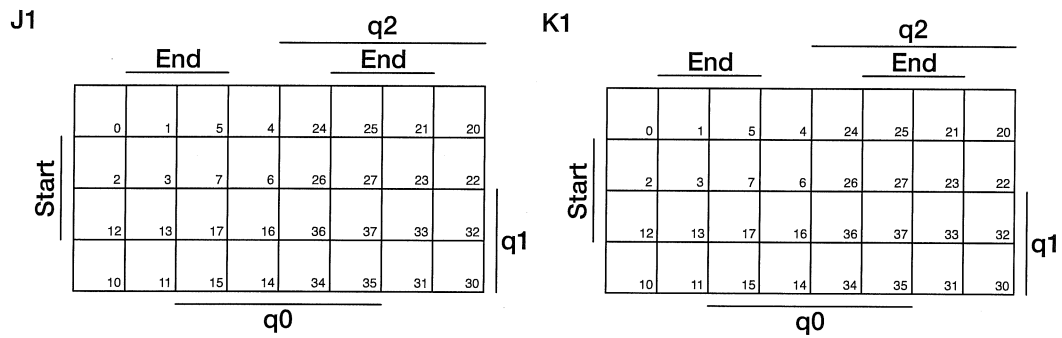 J1
q2
End End
0 1 5 4 24 25 21 20
Start
2 3 7 6 26 27 23 22
12 13 17 16 36 37 33 32
q1
10 11 15 14 34 35 31 30
q0
K1
q2
End End
0 1 5 4 24 25 21 20
Start
2 3 7 6 26 27 23 22
12 13 17 16 36 37 33 32
q1
10 11 15 14 34 35 31 30
q0